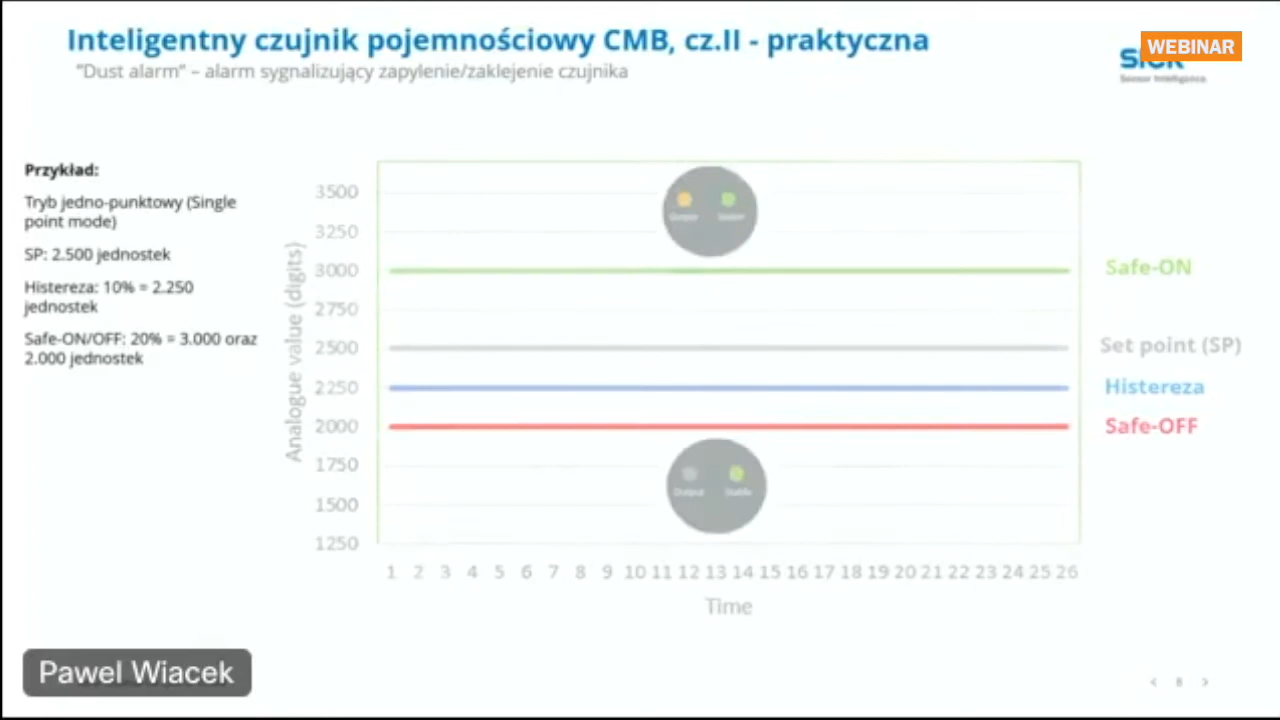 Inteligentny czujnik pojemnościowy CMB, cz.II - praktyczna
"Dust alarm" – alarm sygnalizujący zapylenie/zaklejenie czujnika
WEBINAR
SICK
Sensor Intelligence.
Przykład:
Tryb jedno-punktowy (Single
point mode)
SP: 2.500 jednostek
Histereza: 10% = 2.250
jednostek
Safe-ON/OFF: 20% = 3.000 oraz
2.000 jednostek
Analogue value (digits)
3500
3250
3000
2750
2500
2250
2000
1750
1500
1250
Output Stable
Output Stable
Safe-ON
Set point (SP)
Histereza
Safe-OFF
1 2 3 4 5 6 7 8 9 10 11 12 13 14 15 16 17 18 19 20 21 22 23 24 25 26
Time
Pawel Wiacek
< 8 >